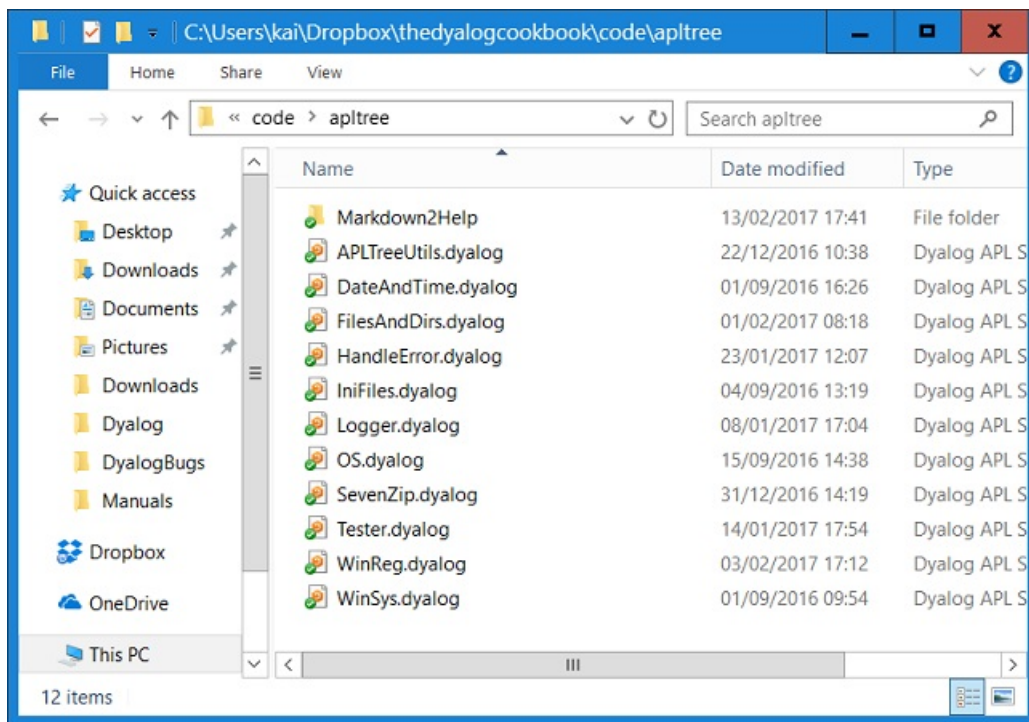 C:\Users\kai\Dropbox\thedyalogcookbook\code\apltree
File Home Share View
« code > apltree Search apltree
Name Date modified Type
Quick access
Desktop
Downloads
Documents
Pictures
Downloads
Dyalog
DyalogBugs
Manuals
Dropbox
OneDrive
This PC
Markdown2Help 13/02/2017 17:41 File folder
APLTreeUtils.dyalog 22/12/2016 10:38 Dyalog APL S
DateAndTime.dyalog 01/09/2016 16:26 Dyalog APL S
FilesAndDirs.dyalog 01/02/2017 08:18 Dyalog APL S
HandleError.dyalog 23/01/2017 12:07 Dyalog APL S
IniFiles.dyalog 04/09/2016 13:19 Dyalog APL S
Logger.dyalog 08/01/2017 17:04 Dyalog APL S
OS.dyalog 15/09/2016 14:38 Dyalog APL S
SevenZip.dyalog 31/12/2016 14:19 Dyalog APL S
Tester.dyalog 14/01/2017 17:54 Dyalog APL S
WinReg.dyalog 03/02/2017 17:12 Dyalog APL S
WinSys.dyalog 01/09/2016 09:54 Dyalog APL S
12 items